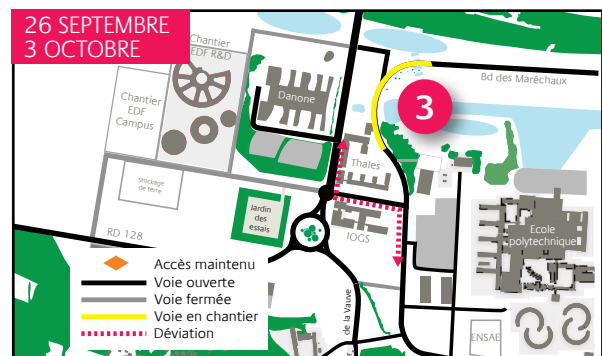 26 SEPTEMBRE
3 OCTOBRE
Chantier
EDF R&D
Bd des Maréchaux
Danone
Chantier
EDF
Campus
3
Thales
Stockage
de terre
Jardin
des
essais
RD 128
IOGS
Ecole
polytechnique
Accès maintenu
Voie ouverte
Voie fermée
Voie en chantier
Déviation
de la Vauve
ENSAE